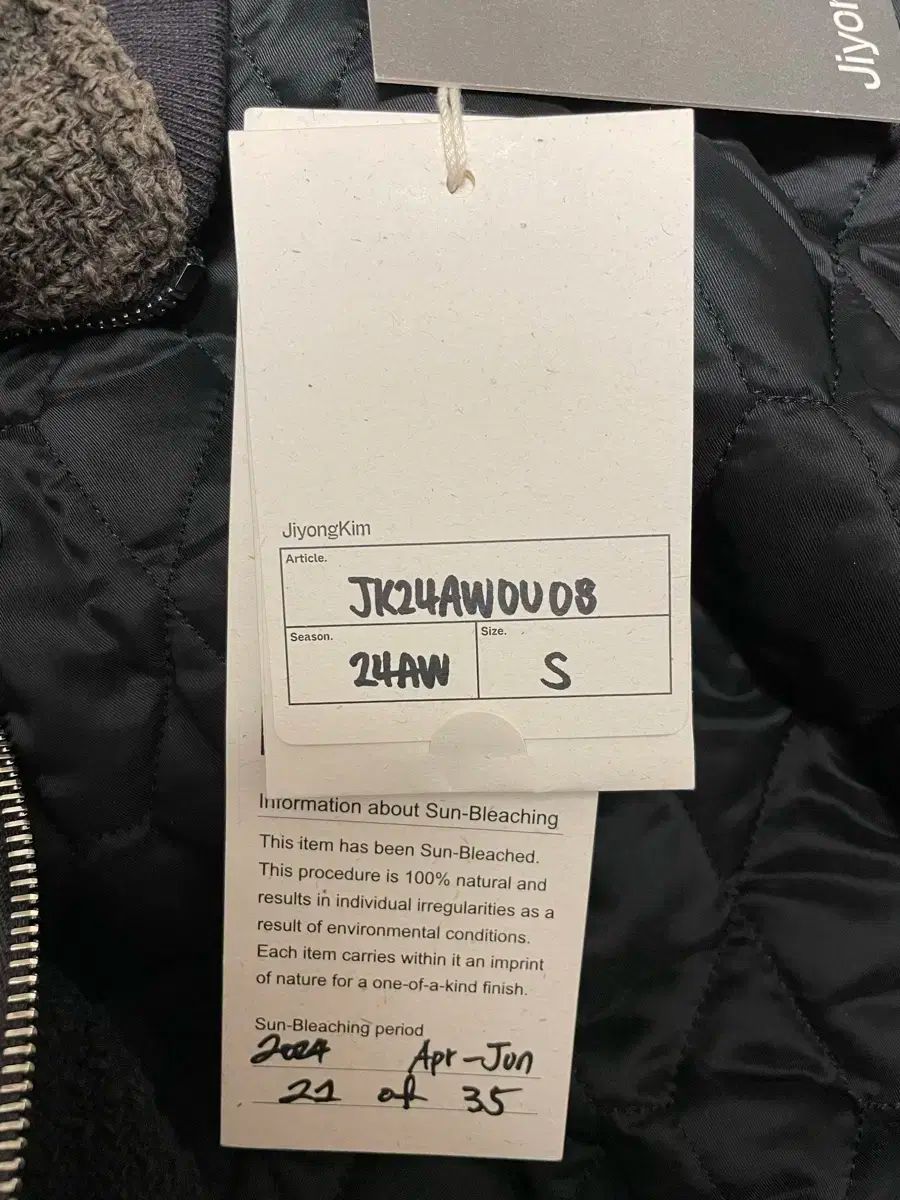 JiyongKim
Article.
JK24AWOU08
Season.
24AW
Size.
S
Information about Sun-Bleaching
This item has been Sun-Bleached.
This procedure is 100% natural and
results in individual irregularities as a
result of environmental conditions.
Each item carries within it an imprint
of nature for a one-of-a-kind finish.
Sun-Bleaching period
2024 Apr-Jun
21 of 35